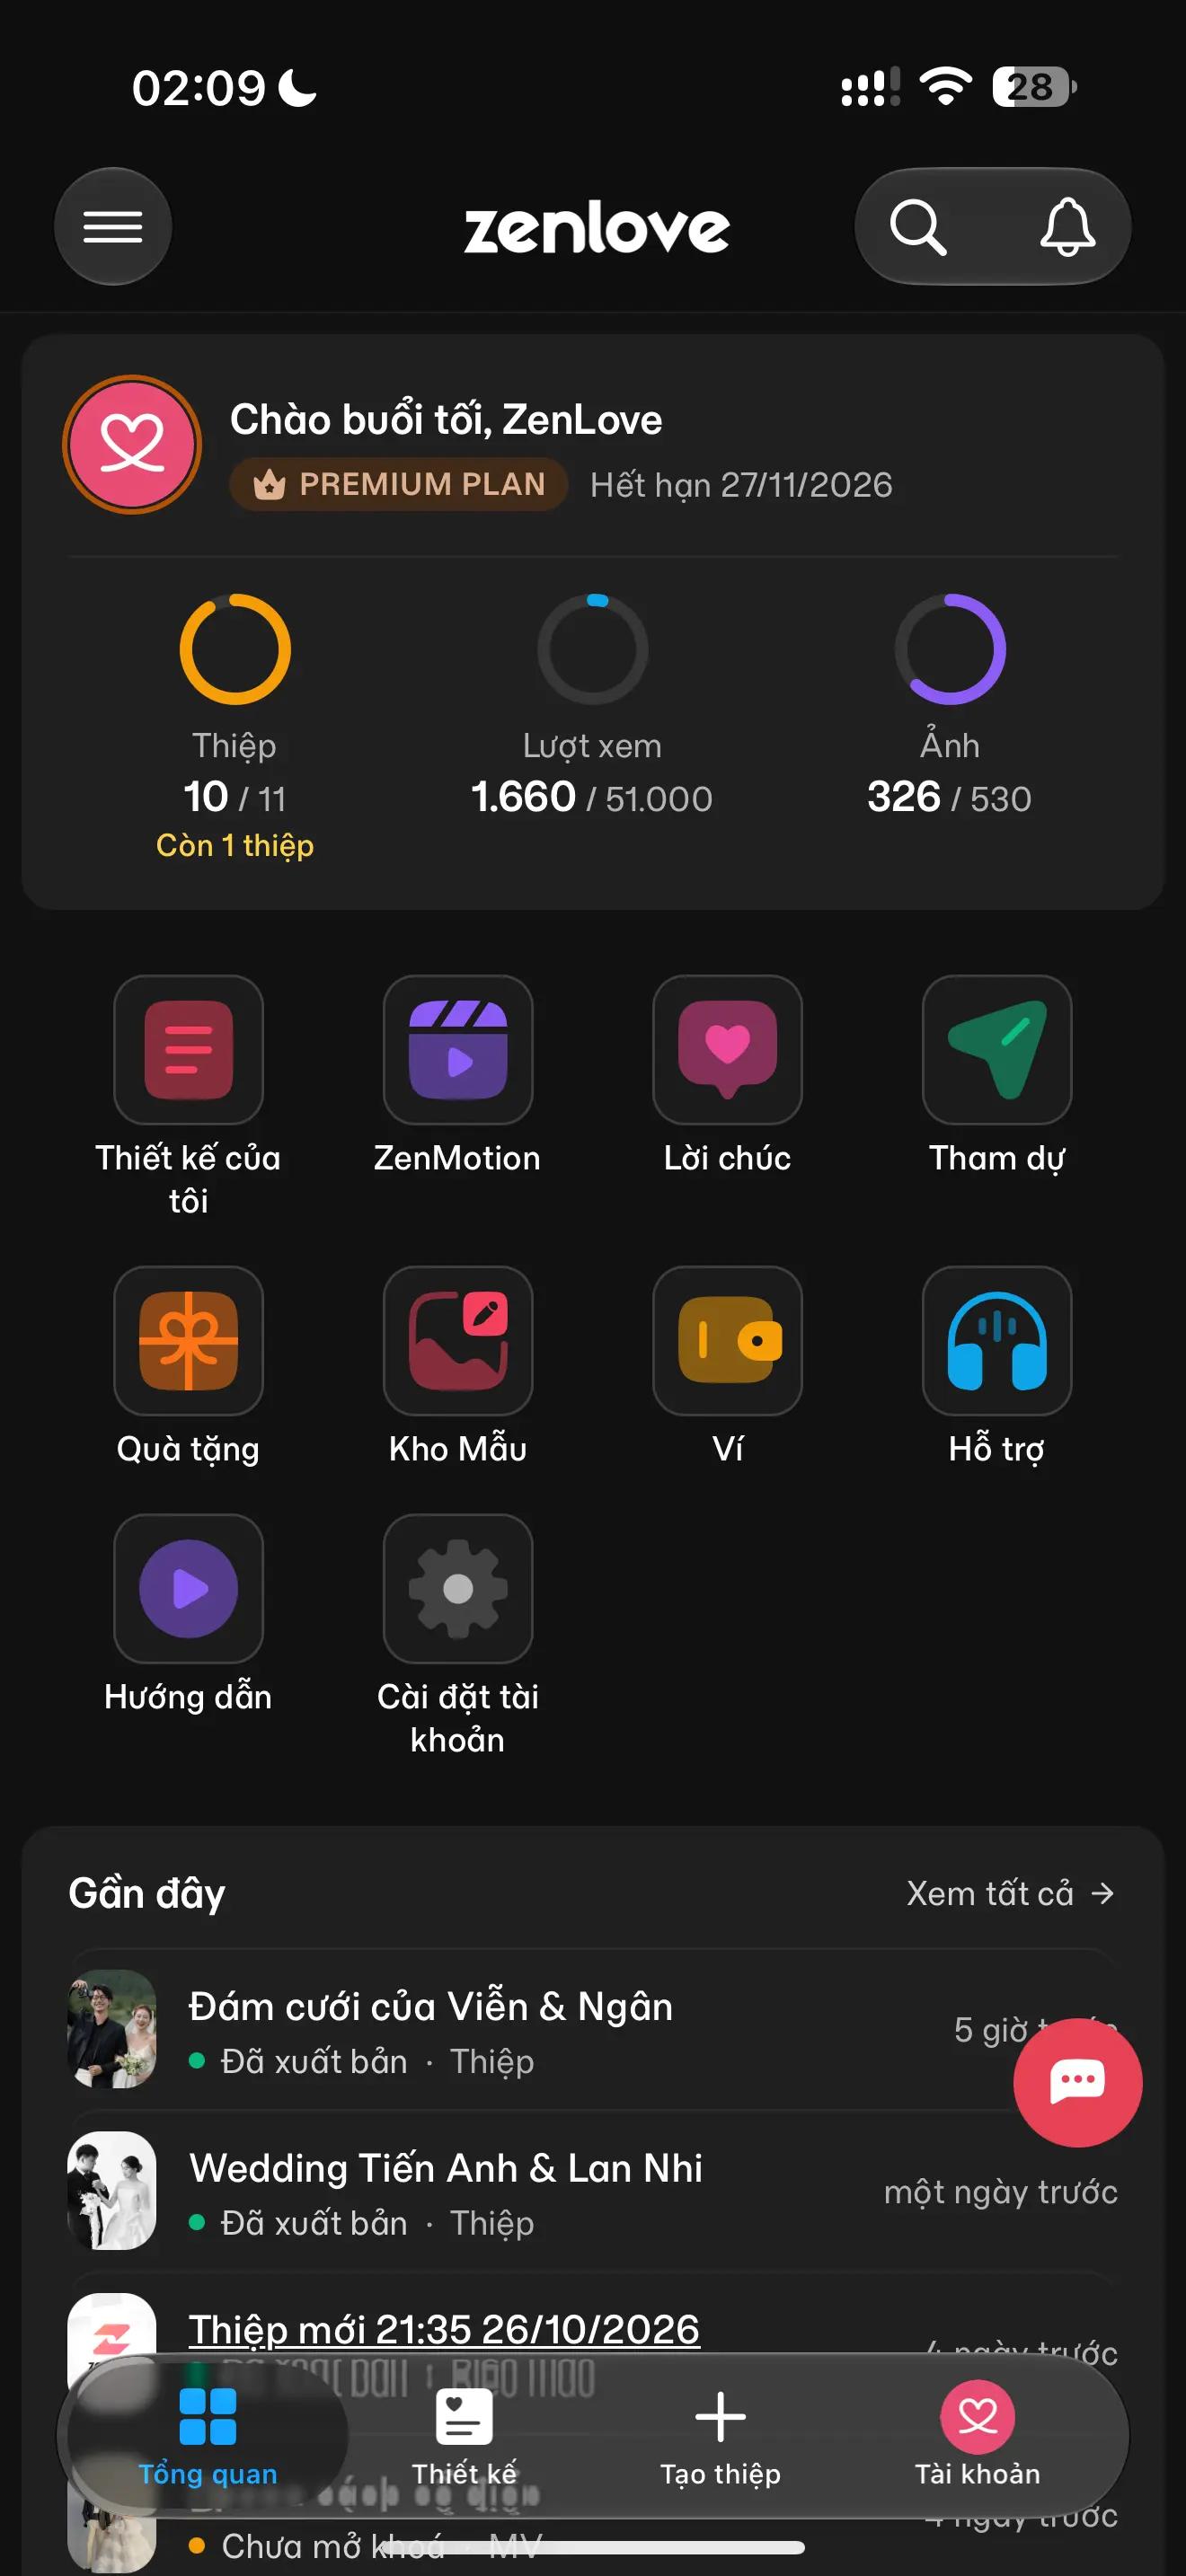 02:09
28
zenlove
Chào buổi tối, ZenLove
PREMIUM PLAN Hết hạn 27/11/2026
Thiệp
10 / 11
Còn 1 thiệp
Lượt xem
1.660 / 51.000
Ảnh
326 / 530
Thiết kế của
tôi
ZenMotion
Lời chúc
Tham dự
Quà tặng
Kho Mẫu
Ví
Hỗ trợ
Hướng dẫn
Cài đặt tài
khoản
Gần đây
Xem tất cả
Đám cưới của Viễn & Ngân
Đã xuất bản · Thiệp
5 giờ
Wedding Tiến Anh & Lan Nhi
Đã xuất bản · Thiệp
một ngày trước
Thiệp mới 21:35 26/10/2026
ngày trước
Tổng quan
Thiết kế
Tạo thiệp
Tài khoản
ngày trước
Chưa mở khoá · MV